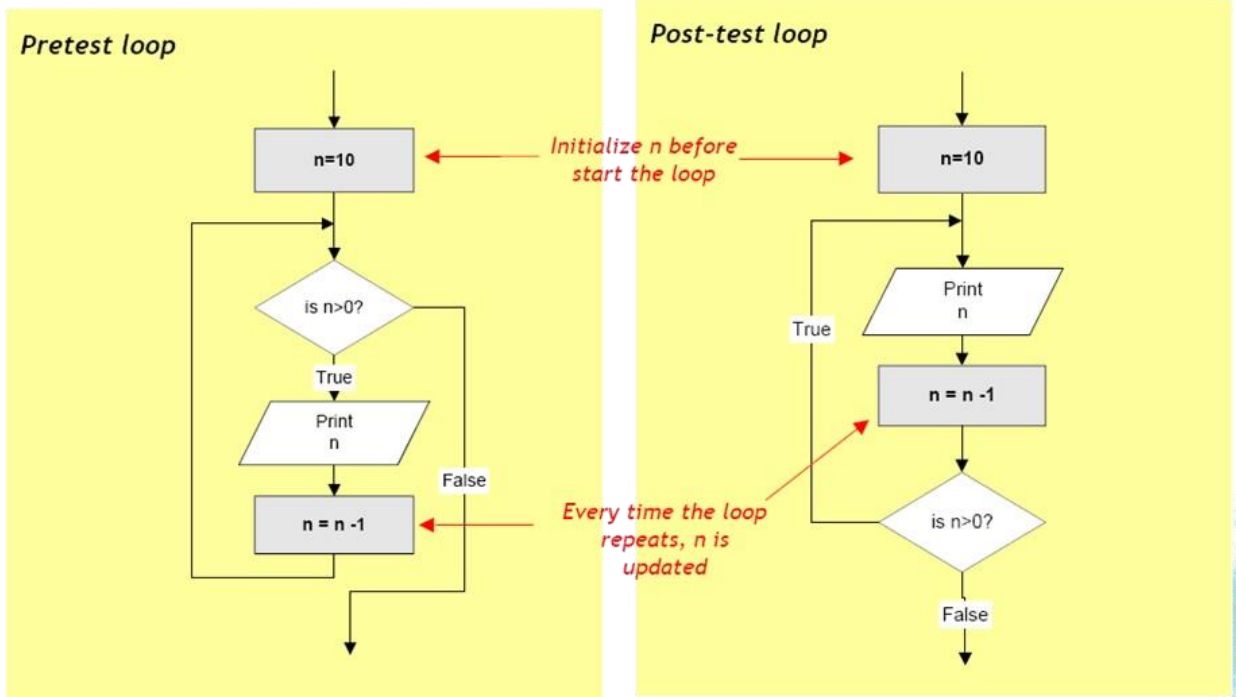 Pretest loop
n=10
is n>0?
True
Print
n
False
n = n -1
Initialize n before
start the loop
Every time the loop
repeats, n is
updated
Post-test loop
n=10
Print
n
True
n = n -1
is n>0?
False